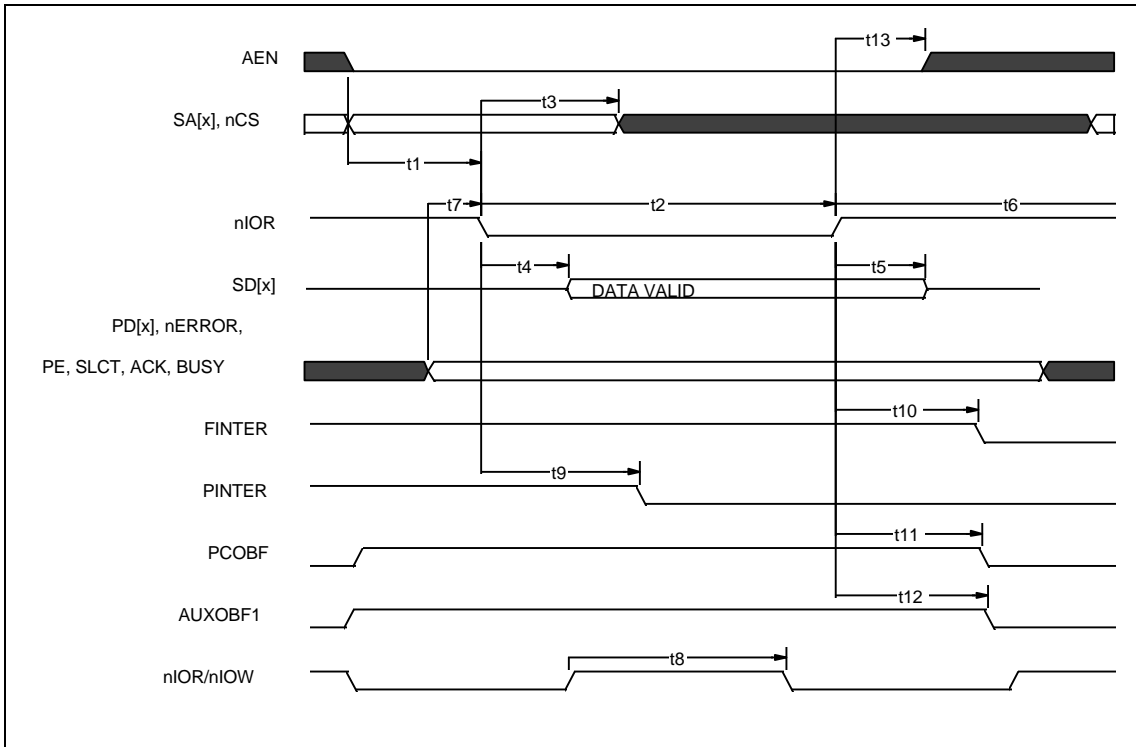 AEN
t13
SA[x], nCS
t3
t1
nIOR
t7
t2
t6
SD[x]
t4
DATA VALID
t5
PD[x], nERROR,
PE, SLCT, ACK, BUSY
FINTER
t10
PINTER
t9
PCOBF
t11
AUXOBF1
t12
nIOR/nIOW
t8